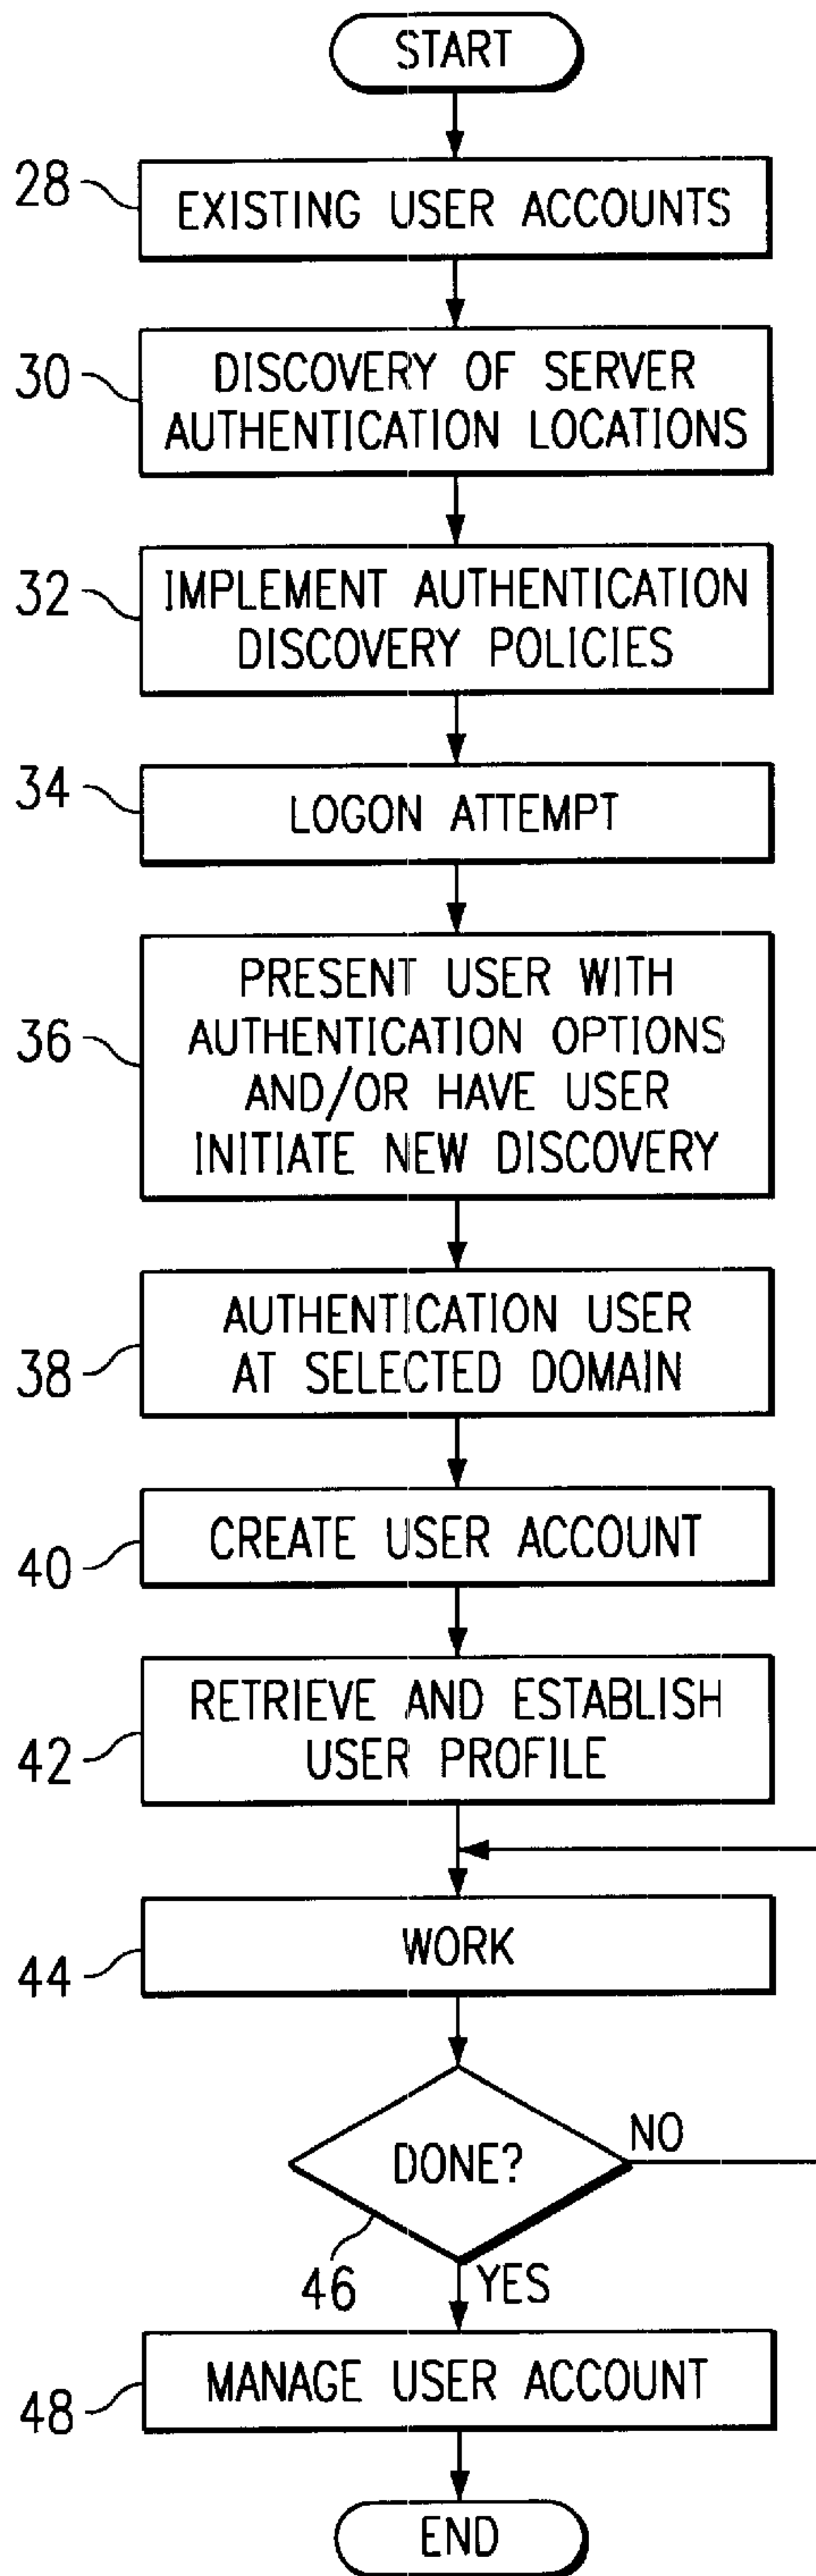 START
28
EXISTING USER ACCOUNTS
30
DISCOVERY OF SERVER
AUTHENTICATION LOCATIONS
32
IMPLEMENT AUTHENTICATION
DISCOVERY POLICIES
34
LOGON ATTEMPT
36
PRESENT USER WITH
AUTHENTICATION OPTIONS
AND/OR HAVE USER
INITIATE NEW DISCOVERY
38
AUTHENTICATION USER
AT SELECTED DOMAIN
40
CREATE USER ACCOUNT
42
RETRIEVE AND ESTABLISH
USER PROFILE
44
WORK
DONE?
NO
46
YES
48
MANAGE USER ACCOUNT
END